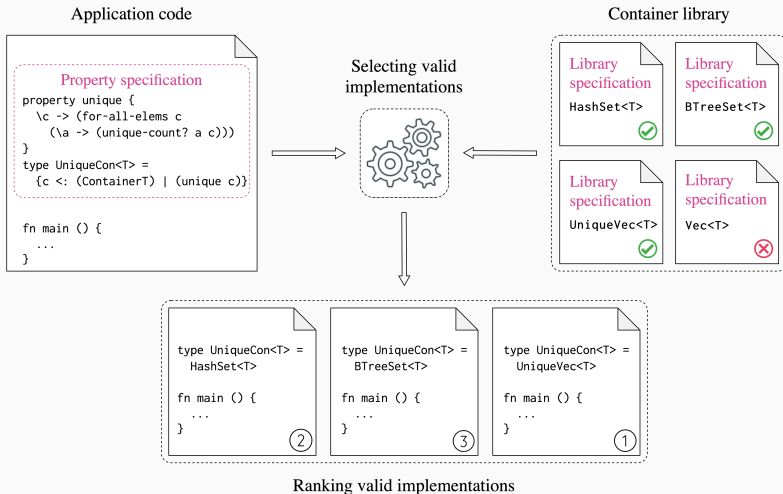 Application code
Property specification
property unique {
\c -> (for-all-elems c
(\a -> (unique-count? a c)))
}
type UniqueCon<T> =
{c <: (ContainerT) | (unique c)}
fn main () {
...
}
Selecting valid
implementations
Container library
Library
specification
HashSet<T>
Library
specification
BTreeSet<T>
Library
specification
UniqueVec<T>
Library
specification
Vec<T>
type UniqueCon<T> =
HashSet<T>
fn main () {
...
}
2
type UniqueCon<T> =
BTreeSet<T>
fn main () {
...
}
3
type UniqueCon<T> =
UniqueVec<T>
fn main () {
...
}
1
Ranking valid implementations